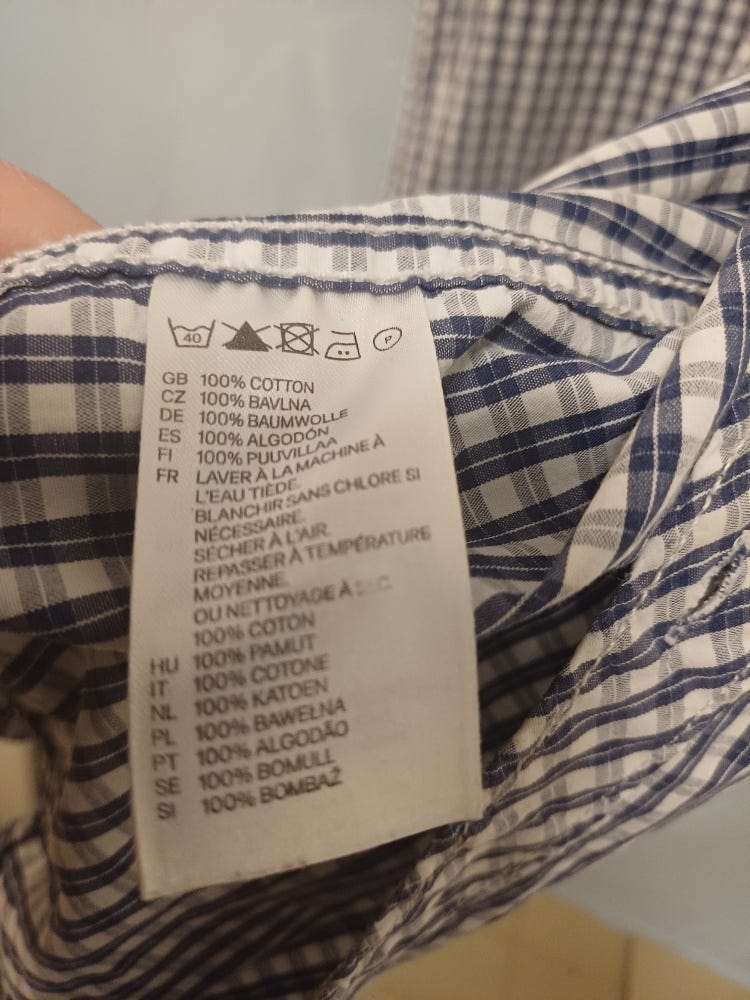 40 P
GB 100% COTTON
CZ 100% BAVLNA
DE 100% BAUMWOLLE
ES 100% ALGODÓN
FI 100% PUUVILLAA
FR LAVER À LA MACHINE À
L'EAU TIÈDE.
BLANCHIR SANS CHLORE SI
NÉCESSAIRE.
SÉCHER À L'AIR.
REPASSER À TEMPÉRATURE
MOYENNE.
OU NETTOYAGE À
100% COTON
HU 100% PAMUT
IT 100% COTONE
NL 100% KATOEN
PL 100% BAWEŁNA
PT 100% ALGODÃO
SE 100% BOMULL
SI 100% BOMBAŽ